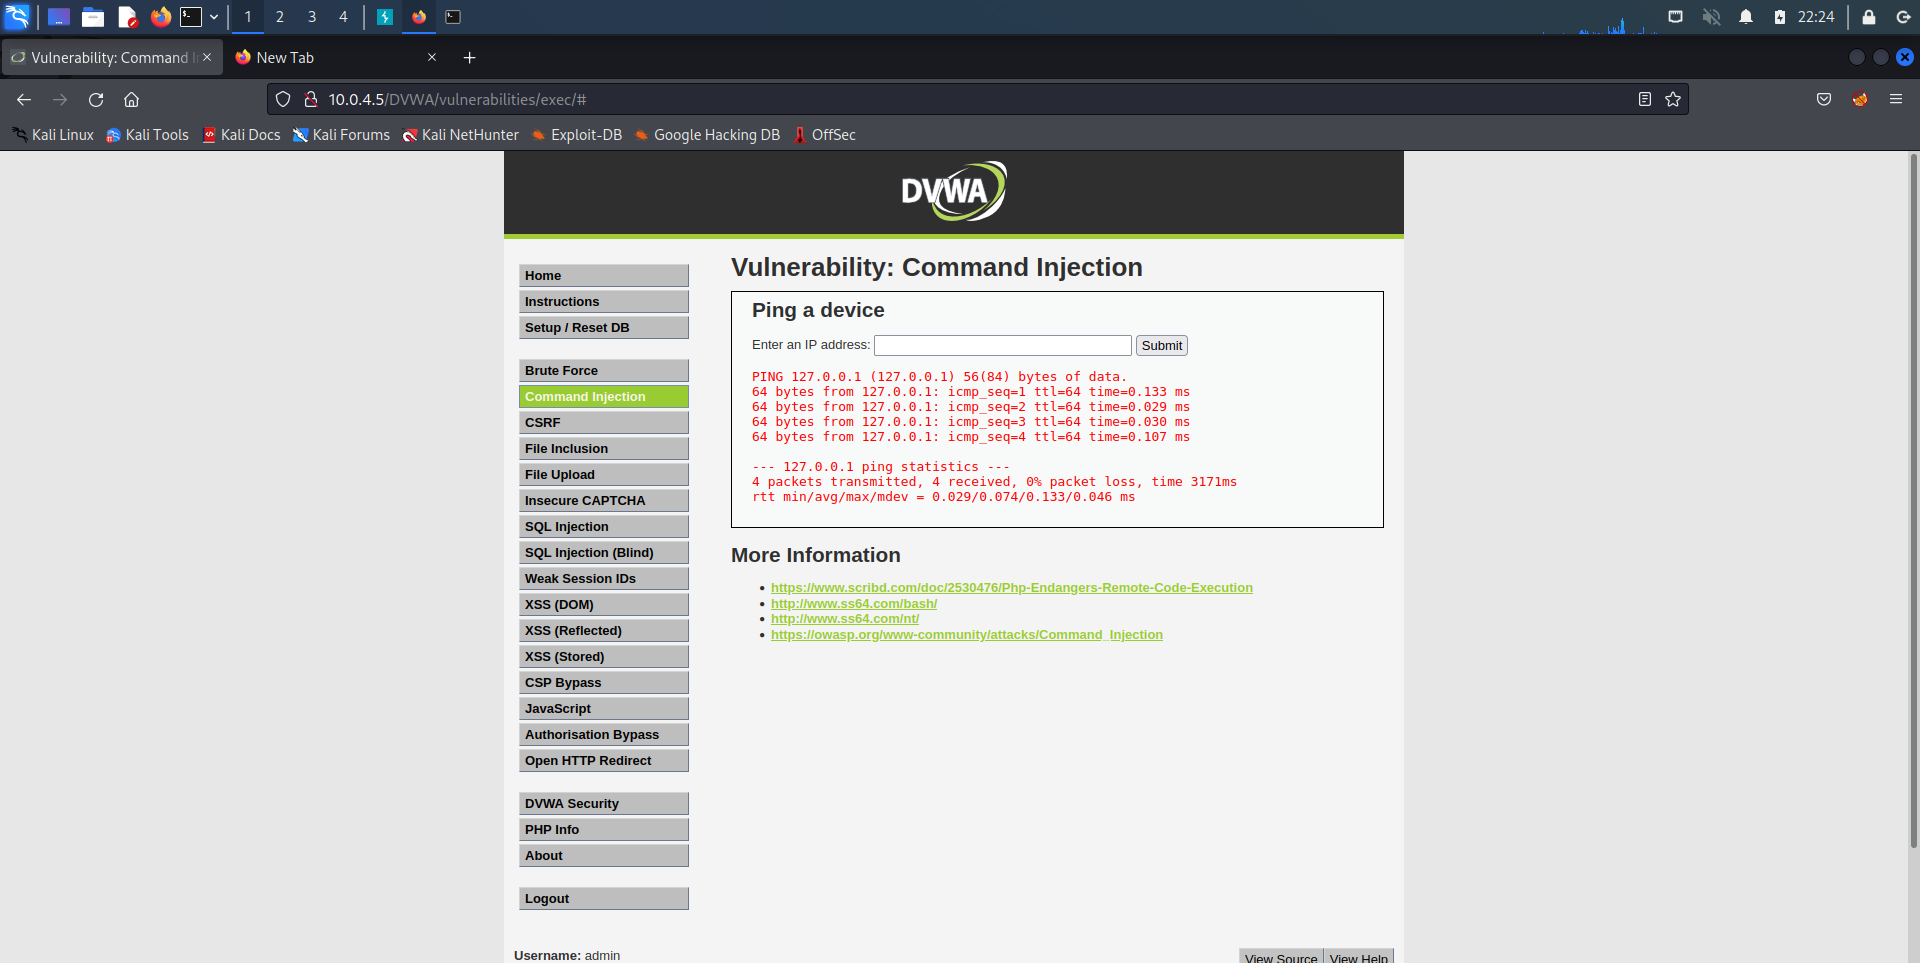 1 2 3 4 22:24
Vulnerability: Command I New Tab
10.0.4.5/DVWA/vulnerabilities/exec/#
Kali Linux Kali Tools Kali Docs Kali Forums Kali NetHunter Exploit-DB Google Hacking DB OffSec
DVWA
Home
Instructions
Setup / Reset DB
Brute Force
Command Injection
CSRF
File Inclusion
File Upload
Insecure CAPTCHA
SQL Injection
SQL Injection (Blind)
Weak Session IDs
XSS (DOM)
XSS (Reflected)
XSS (Stored)
CSP Bypass
JavaScript
Authorisation Bypass
Open HTTP Redirect
DVWA Security
PHP Info
About
Logout
Vulnerability: Command Injection
Ping a device
Enter an IP address: Submit
PING 127.0.0.1 (127.0.0.1) 56(84) bytes of data.
64 bytes from 127.0.0.1: icmp_seq=1 ttl=64 time=0.133 ms
64 bytes from 127.0.0.1: icmp_seq=2 ttl=64 time=0.029 ms
64 bytes from 127.0.0.1: icmp_seq=3 ttl=64 time=0.030 ms
64 bytes from 127.0.0.1: icmp_seq=4 ttl=64 time=0.107 ms
--- 127.0.0.1 ping statistics ---
4 packets transmitted, 4 received, 0% packet loss, time 3171ms
rtt min/avg/max/mdev = 0.029/0.074/0.133/0.046 ms
More Information
https://www.scribd.com/doc/2530476/Php-Endangers-Remote-Code-Execution
http://www.ss64.com/bash/
http://www.ss64.com/nt/
https://owasp.org/www-community/attacks/Command_Injection
Username: admin
View Source View Help